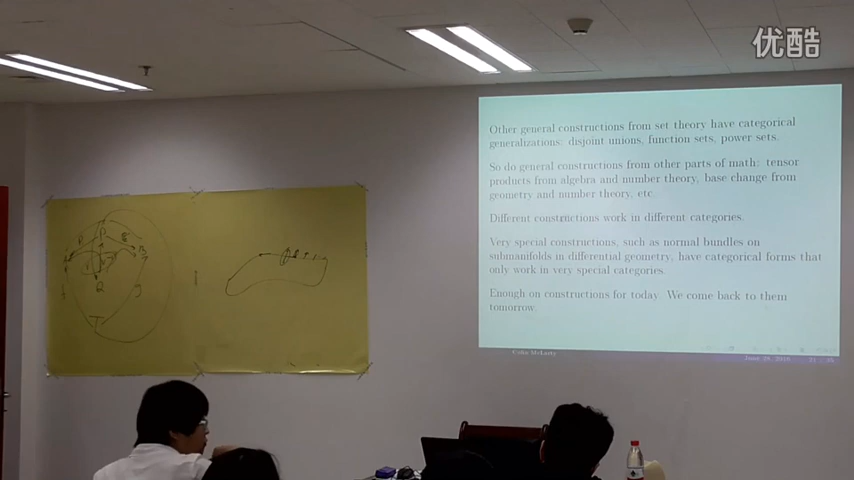 优酷
Other general constructions from set theory have categorical
generalizations: disjoint unions, function sets, power sets.
So do general constructions from other parts of math: tensor
products from algebra and number theory, base change from
geometry and number theory, etc
Different constructions work in different categories.
Very special constructions, such as normal bundles on
submanifolds in differential geometry, have categorical forms that
only work in very special categories.
Enough on constructions for today. We come back to them
tomorrow.
Colin McLarty